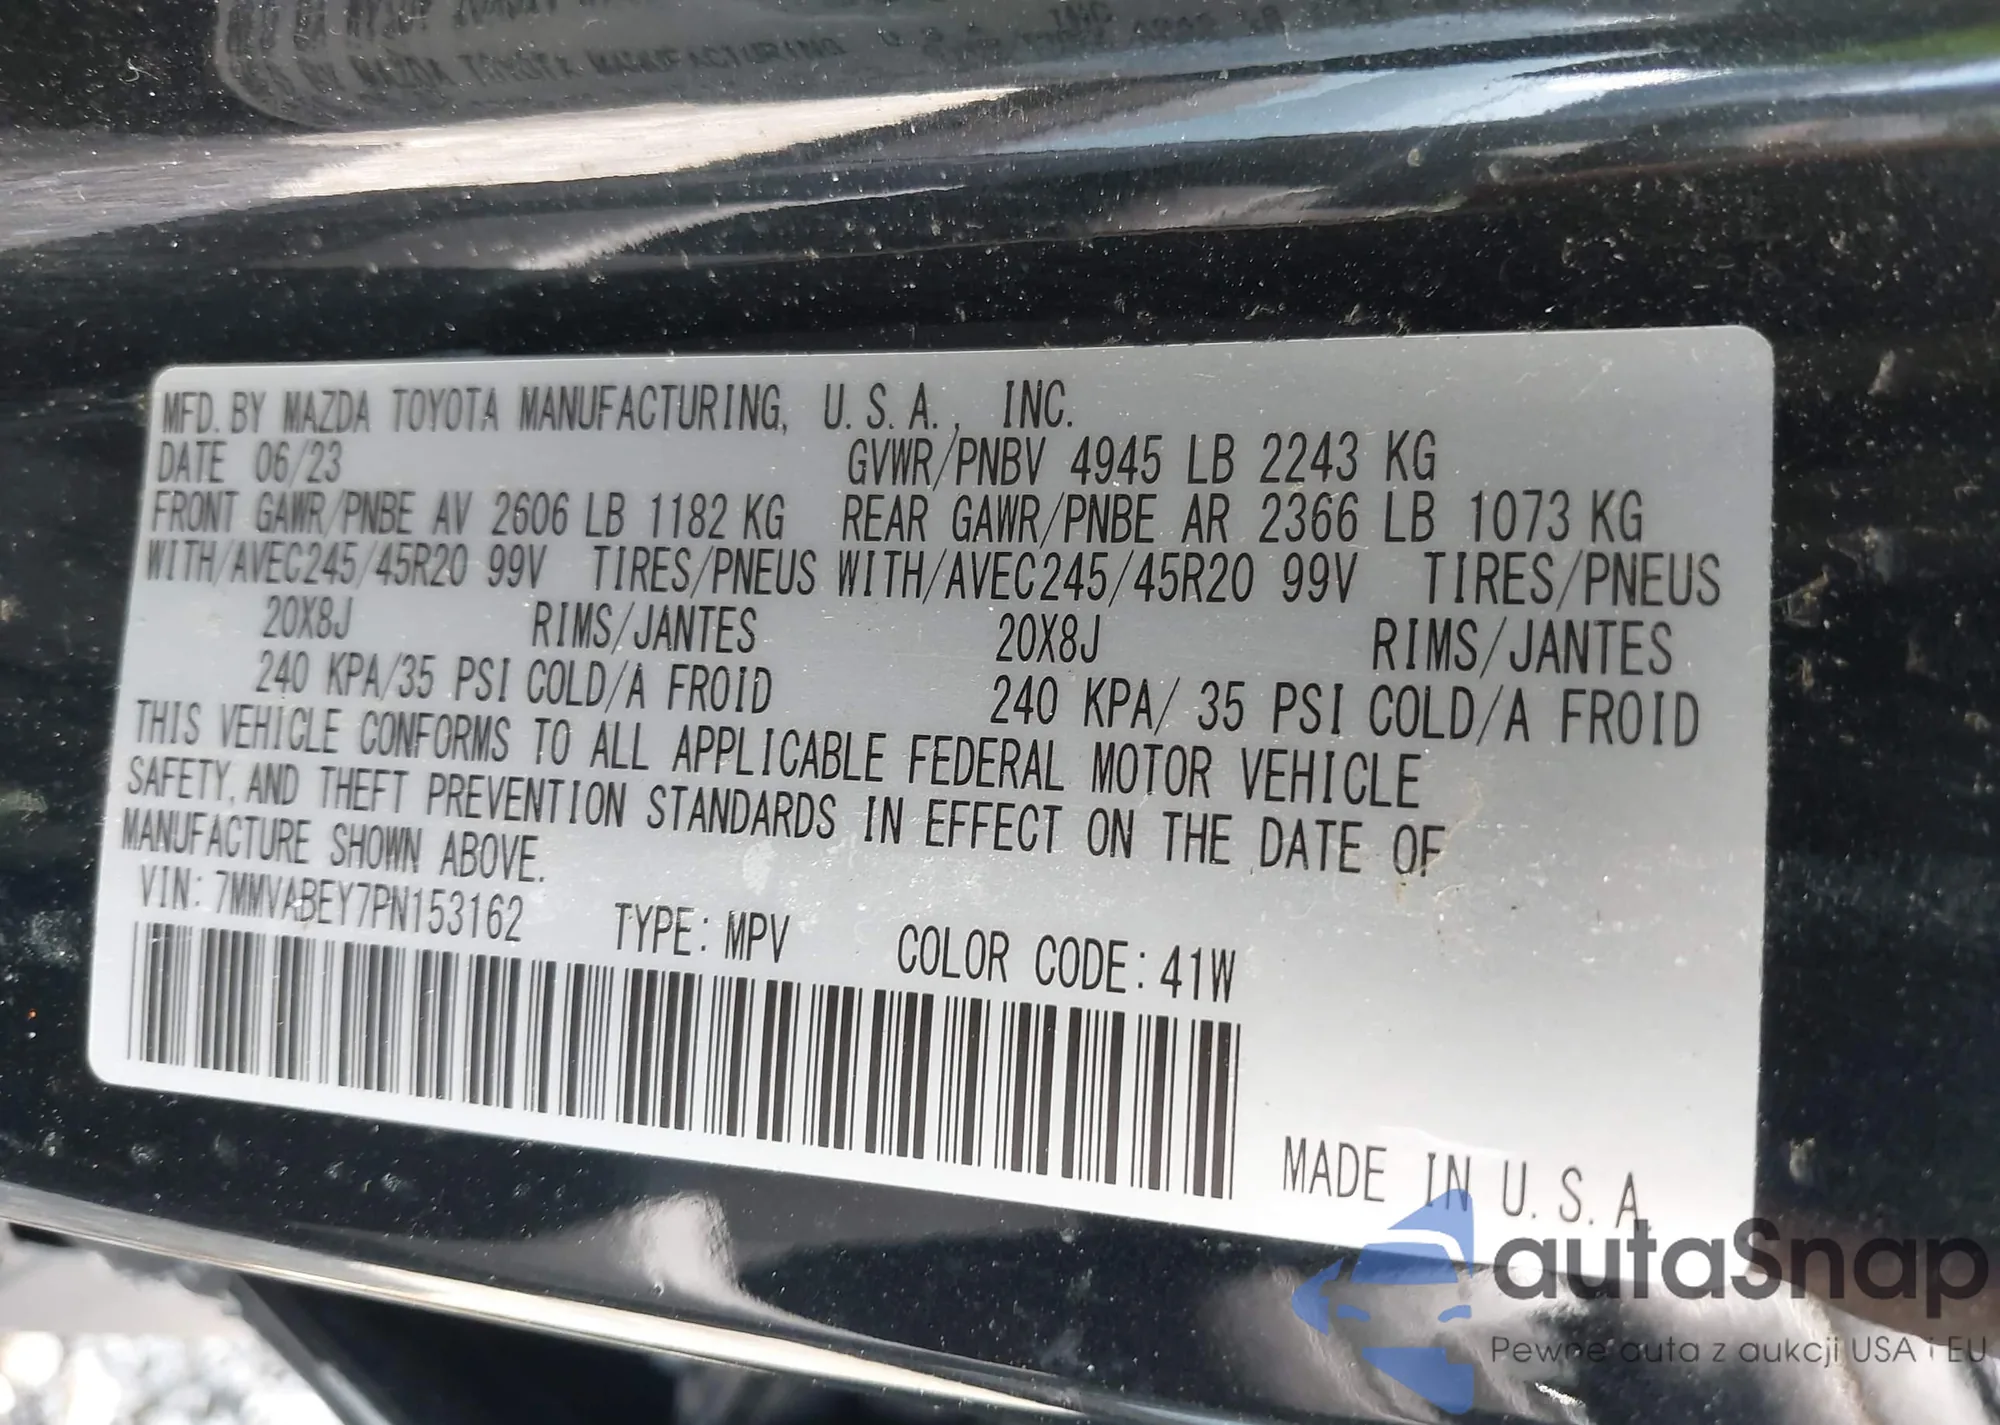 MFD. BY MAZDA TOYOTA MANUFACTURING, U.S.A., INC.
DATE 06/23 GVWR/PNBV 4945 LB 2243 KG
FRONT GAWR/PNBE AV 2606 LB 1182 KG REAR GAWR/PNBE AR 2366 LB 1073 KG
WITH/AVEC245/45R20 99V TIRES/PNEUS WITH/AVEC245/45R20 99V TIRES/PNEUS
20X8J RIMS/JANTES 20X8J RIMS/JANTES
240 KPA/35 PSI COLD/A FROID 240 KPA/ 35 PSI COLD/A FROID
THIS VEHICLE CONFORMS TO ALL APPLICABLE FEDERAL MOTOR VEHICLE
SAFETY, AND THEFT PREVENTION STANDARDS IN EFFECT ON THE DATE OF
MANUFACTURE SHOWN ABOVE.
VIN: 7MMVABEY7PN153162 TYPE: MPV COLOR CODE: 41W
MADE IN U.S.A
autaSnap
Pewne auta z aukcji USA i EU